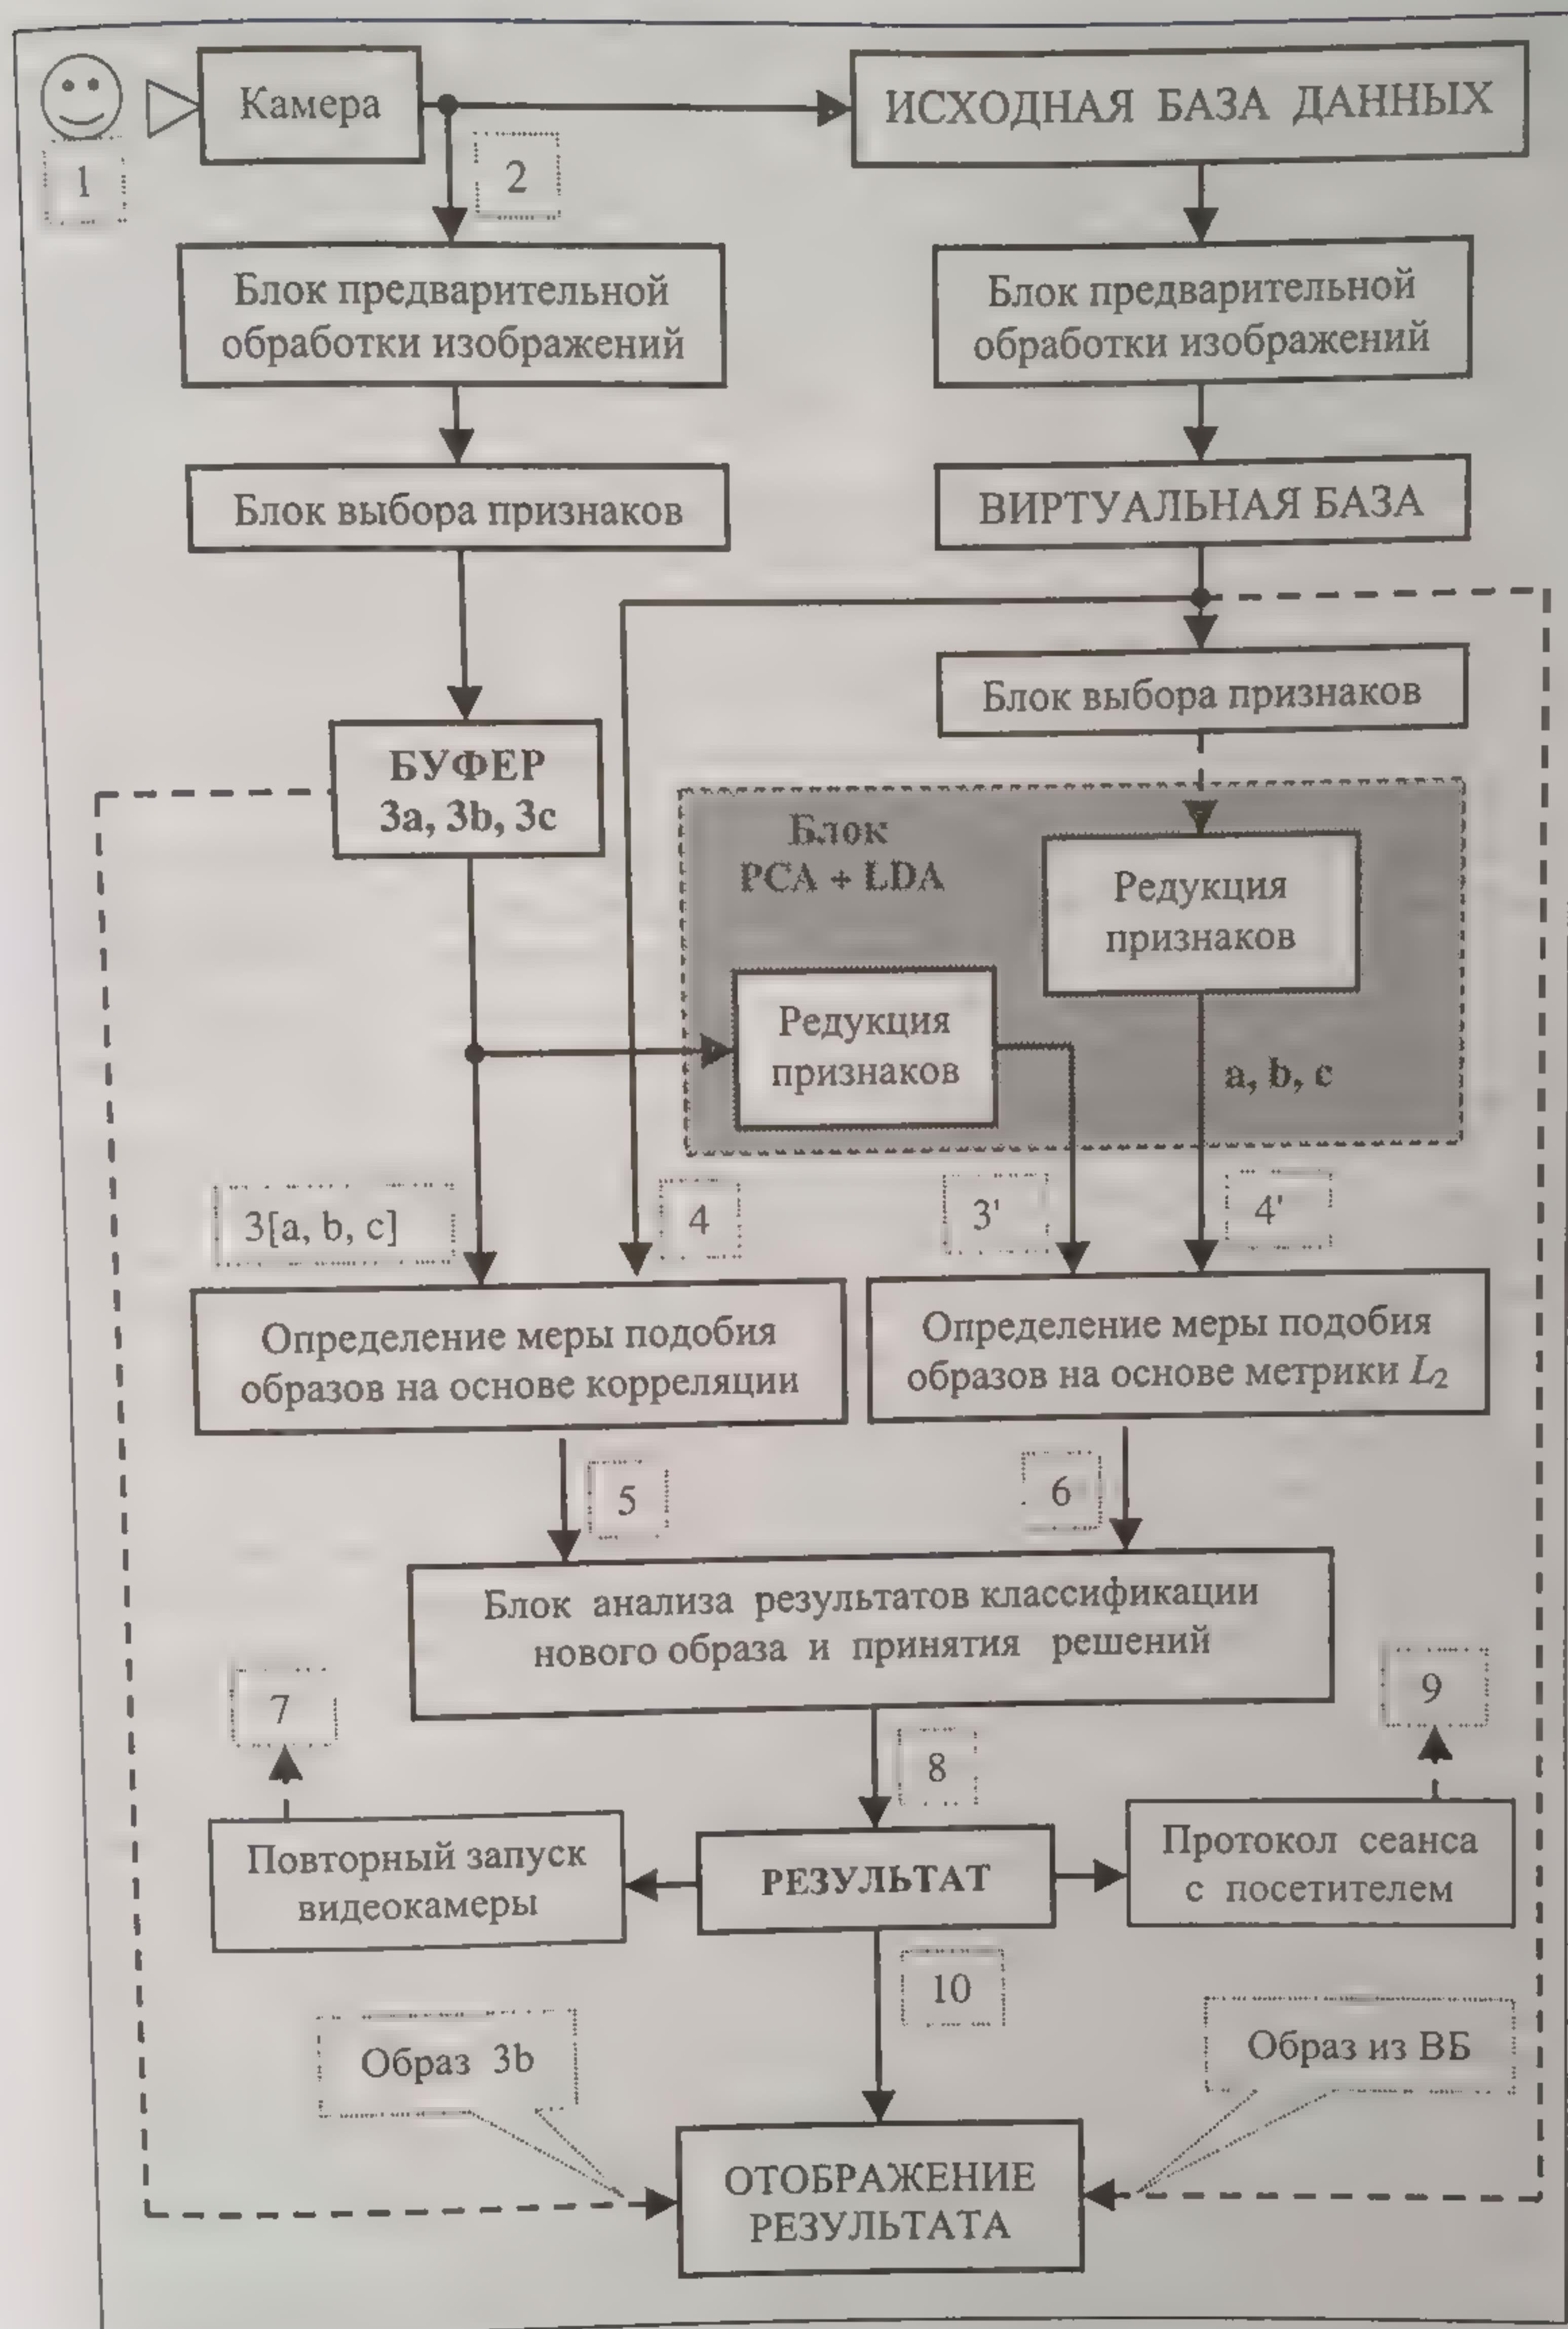 Камера
ИСХОДНАЯ БАЗА ДАННЫХ
1
2
Блок предварительной
обработки изображений
Блок предварительной
обработки изображений
Блок выбора признаков
ВИРТУАЛЬНАЯ БАЗА
Блок выбора признаков
БУФЕР
3a, 3b, 3c
Блок
PCA + LDA
Редукция
признаков
Редукция
признаков
a, b, c
3[a, b, c]
4
3'
4'
Определение меры подобия
образов на основе корреляции
Определение меры подобия
образов на основе метрики L2
5
6
Блок анализа результатов классификации
нового образа и принятия решений
7
8
9
Повторный запуск
видеокамеры
РЕЗУЛЬТАТ
Протокол сеанса
с посетителем
10
Образ 3b
Образ из ВБ
ОТОБРАЖЕНИЕ
РЕЗУЛЬТАТА